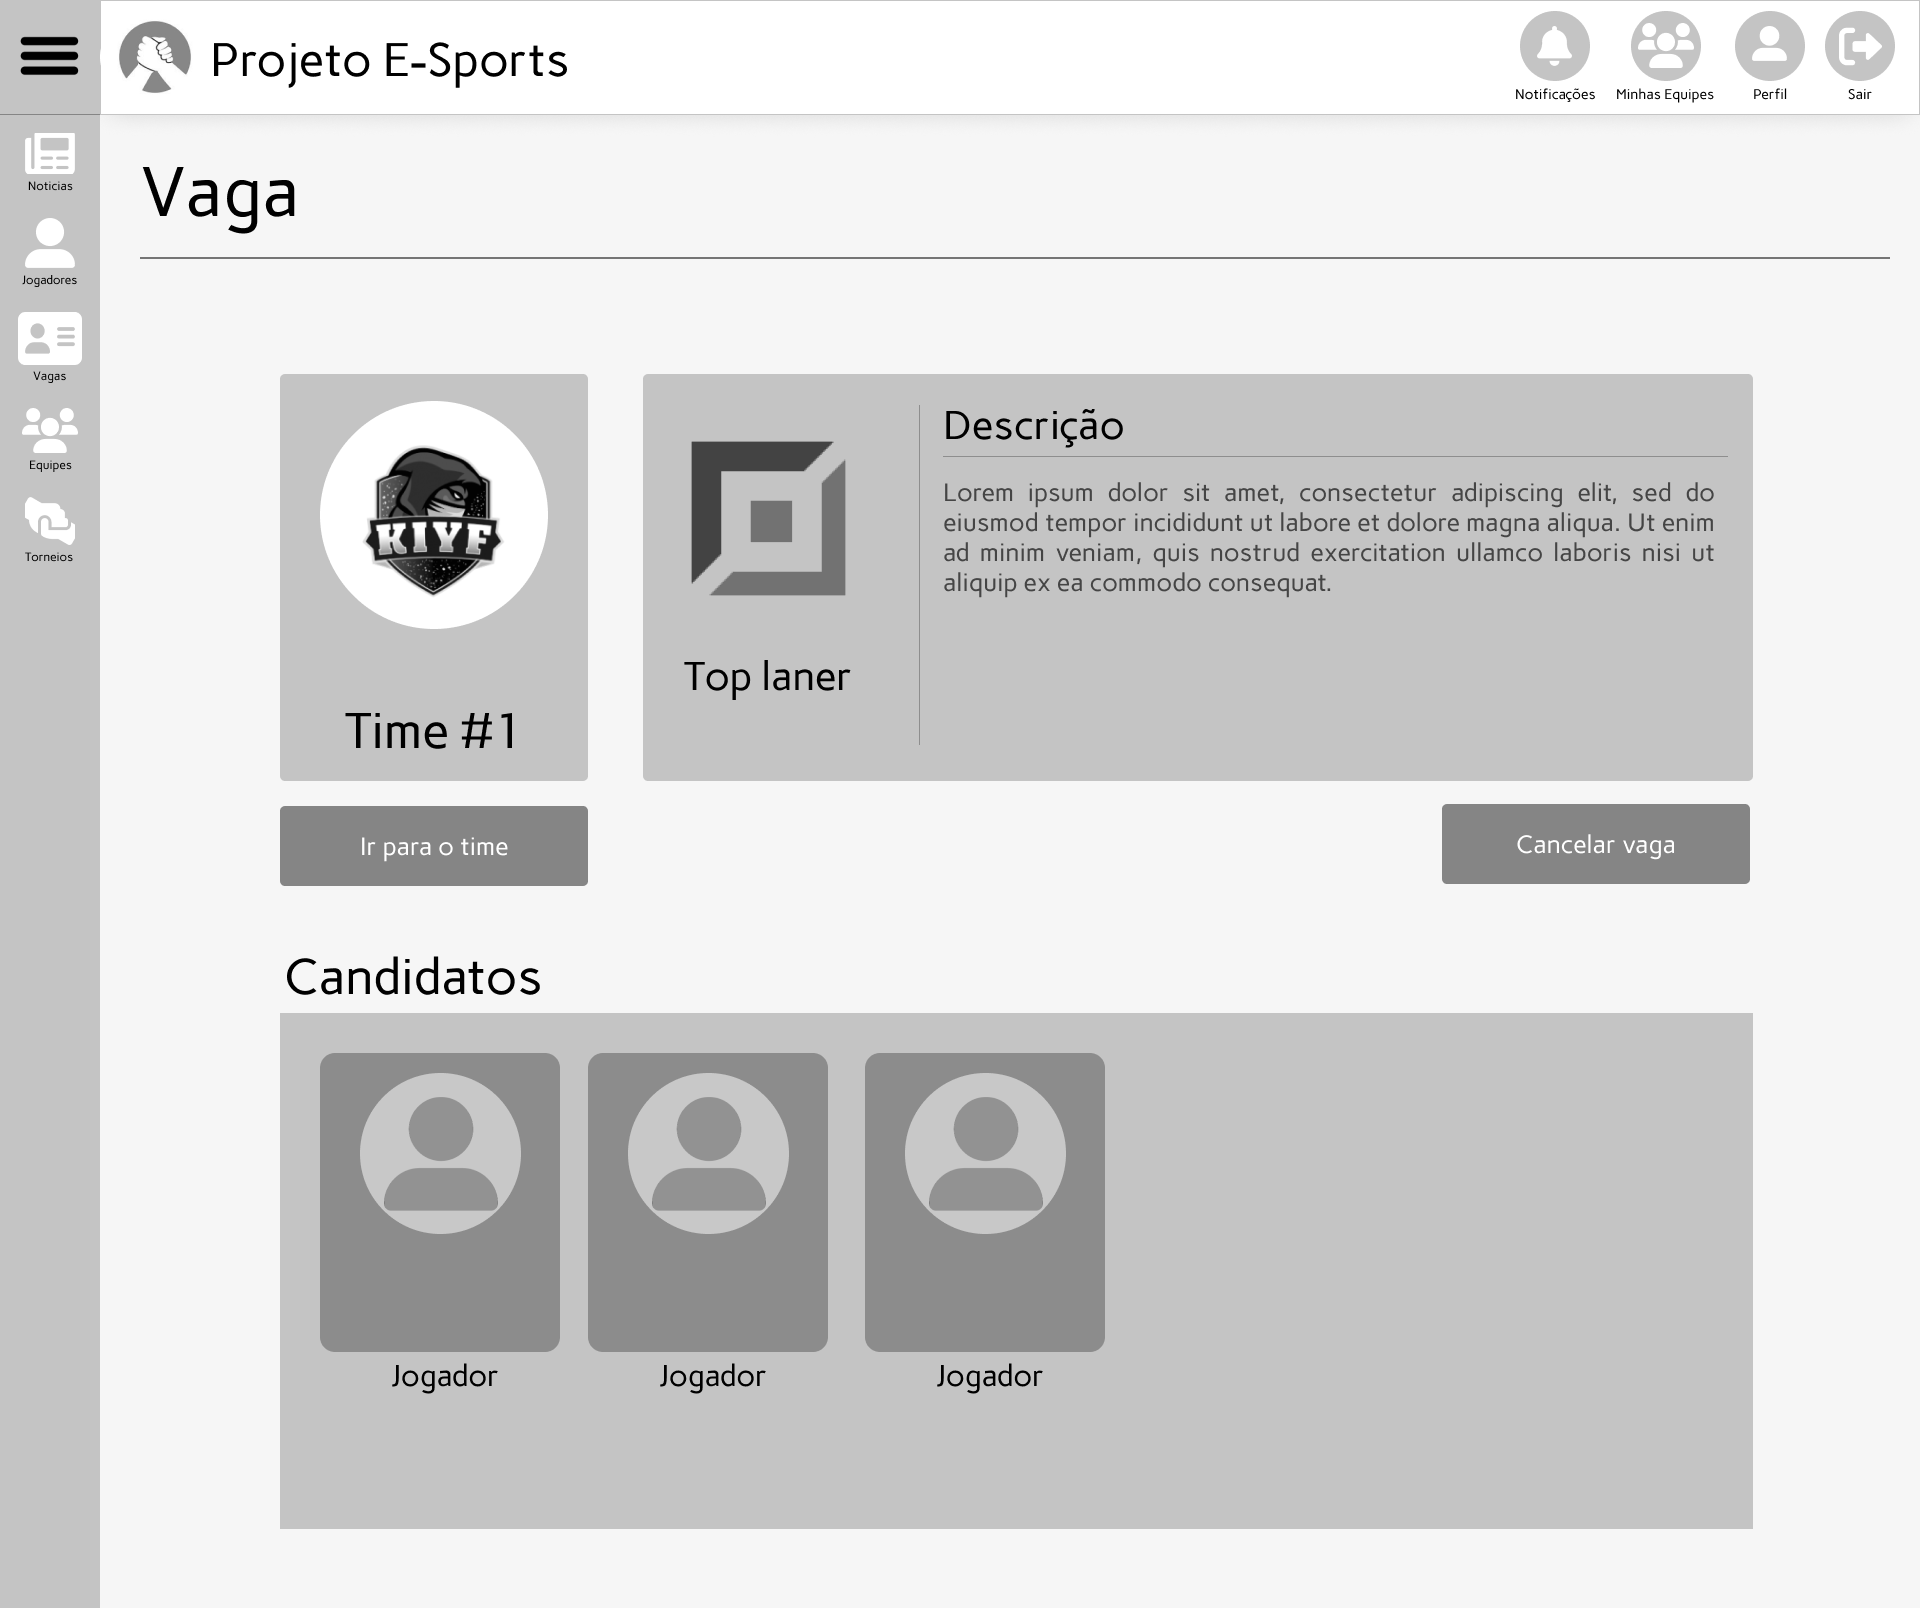 Projeto E-Sports
Notificações
Minhas Equipes
Perfil
Sair
Noticias
Jogadores
Vagas
Equipes
Torneios
Vaga
KIYF
Time #1
Top laner
Descrição
Lorem ipsum dolor sit amet, consectetur adipiscing elit, sed do
eiusmod tempor incididunt ut labore et dolore magna aliqua. Ut enim
ad minim veniam, quis nostrud exercitation ullamco laboris nisi ut
aliquip ex ea commodo consequat.
Ir para o time
Cancelar vaga
Candidatos
Jogador
Jogador
Jogador